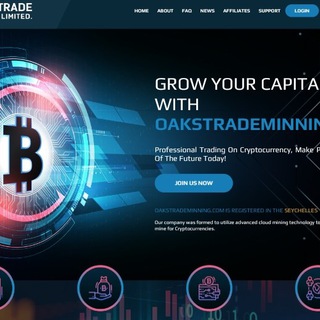 TRADE
LIMITED.
HOME ABOUT FAQ NEWS AFFILIATES SUPPORT LOGIN
GROW YOUR CAPITA
WITH
OAKSTRADEMINNIN
Professional Trading On Cryptocurrency, Make P
Of The Future Today!
JOIN US NOW
OAKSTRADEMINNING.COM IS REGISTERED IN THE SEYCHELLES
Our company was formed to utilize advanced cloud mining technology to
mine for Cryptocurrencies.